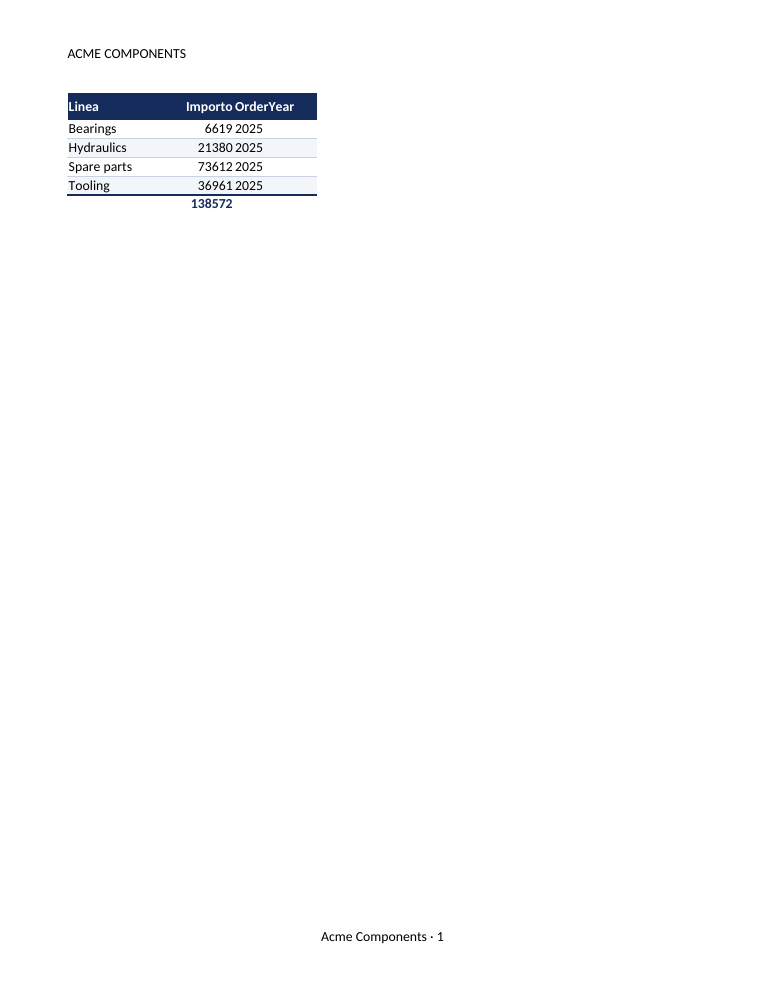 ACME COMPONENTS
Linea Importo OrderYear
Bearings 6619 2025
Hydraulics 21380 2025
Spare parts 73612 2025
Tooling 36961 2025
138572
Acme Components · 1